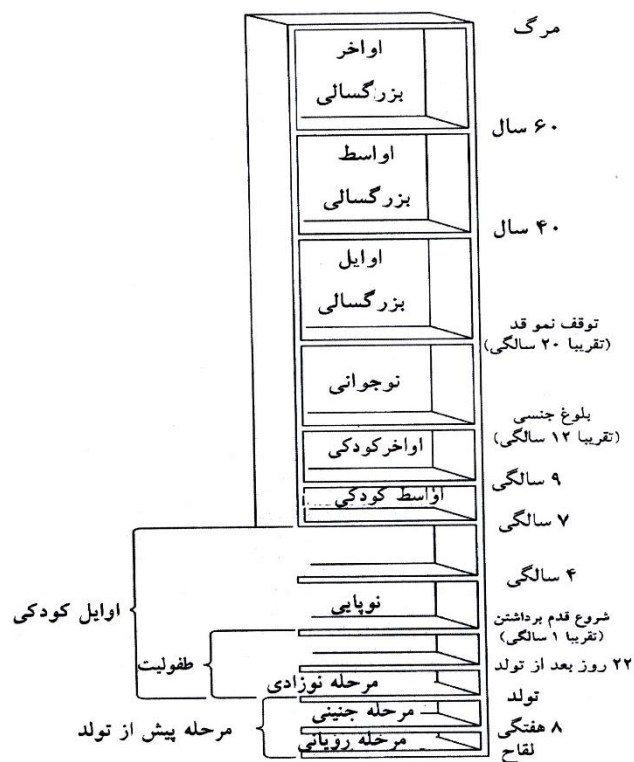 مرگ
اواخر
بزرگسالی
۶۰ سال
اواسط
بزرگسالی
۴۰ سال
اوایل
بزرگسالی
توقف نمو قد
(تقریبا ۲۰ سالگی)
نوجوانی
بلوغ جنسی
(تقریبا ۱۲ سالگی)
اواخرکودکی
۹ سالگی
اواسط کودکی
۷ سالگی
۴ سالگی
اوایل کودکی
نوپایی
شروع قدم برداشتن
(تقریبا ۱ سالگی)
طفولیت
۲۲ روز بعد از تولد
مرحله نوزادی
تولد
مرحله جنینی
مرحله پیش از تولد
۸ هفتگی
مرحله رویانی
لقاح